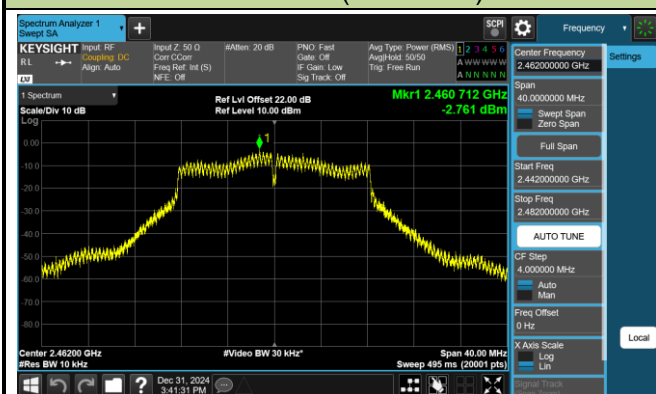 Spectrum Analyzer 1
Swept SA
SCPI
Frequency
KEYSIGHT
RL
LXI
Input: RF
Coupling: DC
Align: Auto
Input Z: 50 Ω
Corr CCorr
Freq Ref: Int (S)
NFE: Off
#Atten: 20 dB
PNO: Fast
Gate: Off
IF Gain: Low
Sig Track: Off
Avg Type: Power (RMS)
Avg|Hold: 50/50
Trig: Free Run
1 2 3 4 5 6
A W W W W W
A N N N N N
1 Spectrum
Scale/Div 10 dB
Log
Ref Lvl Offset 22.00 dB
Ref Level 10.00 dBm
Mkr1 2.460 712 GHz
-2.761 dBm
1
0.00
-10.0
-20.0
-30.0
-40.0
-50.0
-60.0
-70.0
-80.0
Center 2.46200 GHz
#Res BW 10 kHz
#Video BW 30 kHz*
Span 40.00 MHz
Sweep 495 ms (20001 pts)
Dec 31, 2024
3:41:31 PM
Center Frequency
2.462000000 GHz
Span
40.0000000 MHz
Swept Span
Zero Span
Full Span
Start Freq
2.442000000 GHz
Stop Freq
2.482000000 GHz
AUTO TUNE
CF Step
4.000000 MHz
Auto
Man
Freq Offset
0 Hz
X Axis Scale
Log
Lin
Signal Track
Settings
Local